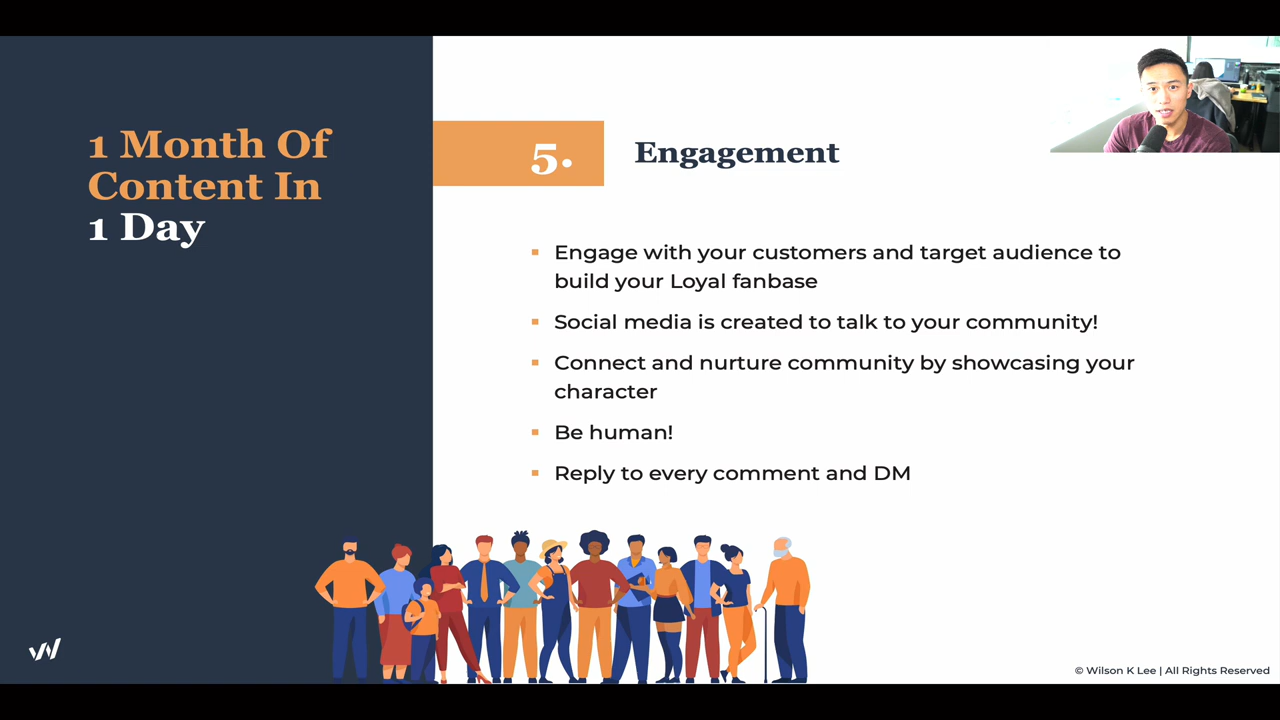 1 Month Of
Content In
1 Day
5.
Engagement
Engage with your customers and target audience to
build your Loyal fanbase
Social media is created to talk to your community!
Connect and nurture community by showcasing your
character
Be human!
Reply to every comment and DM
© Wilson K Lee | All Rights Reserved